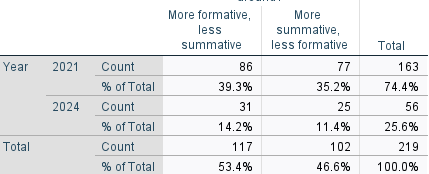 More formative, less summative More summative, less formative Total
Year 2021 Count 86 77 163
% of Total 39.3% 35.2% 74.4%
2024 Count 31 25 56
% of Total 14.2% 11.4% 25.6%
Total Count 117 102 219
% of Total 53.4% 46.6% 100.0%